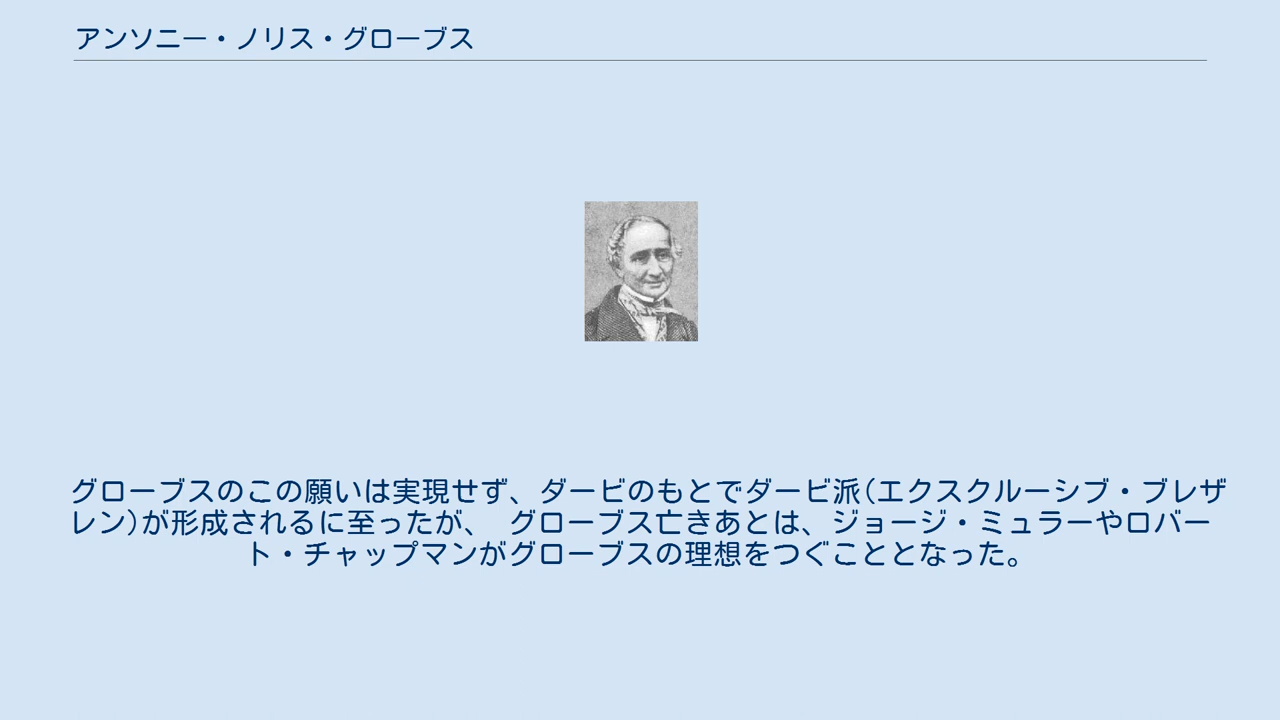 アンソニー・ノリス・グローブス
グローブスのこの願いは実現せず、ダービのもとでダービ派(エクスクルーシブ・ブレザ
レン)が形成されるに至ったが、 グローブス亡きあとは、ジョージ・ミュラーやロバー
ト・チャップマンがグローブスの理想をつぐこととなった。